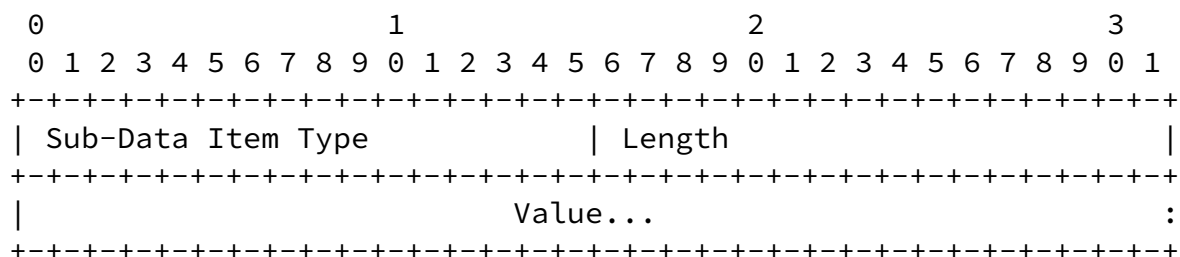 0                   1                   2                   3
 0 1 2 3 4 5 6 7 8 9 0 1 2 3 4 5 6 7 8 9 0 1 2 3 4 5 6 7 8 9 0 1
+-+-+-+-+-+-+-+-+-+-+-+-+-+-+-+-+-+-+-+-+-+-+-+-+-+-+-+-+-+-+-+-+
| Sub-Data Item Type            | Length                        |
+-+-+-+-+-+-+-+-+-+-+-+-+-+-+-+-+-+-+-+-+-+-+-+-+-+-+-+-+-+-+-+-+
|                           Value...                            :
+-+-+-+-+-+-+-+-+-+-+-+-+-+-+-+-+-+-+-+-+-+-+-+-+-+-+-+-+-+-+-+-+